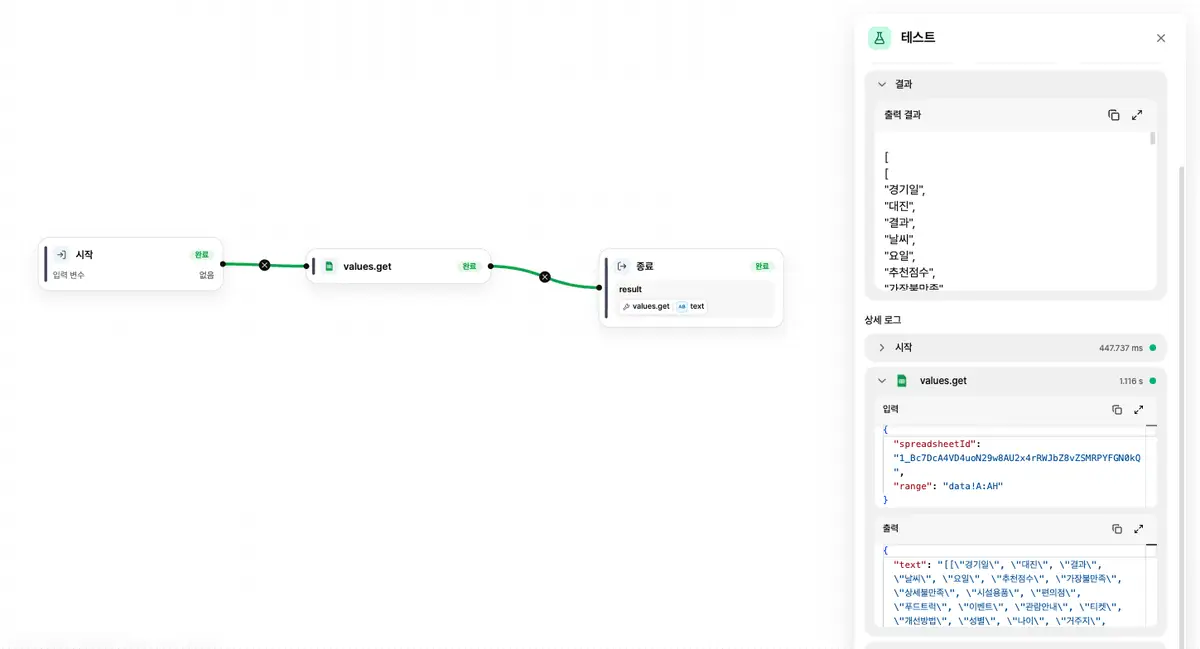 시작
완료
입력 변수
없음
values.get
완료
종료
완료
result
values.get
AB
text
테스트
결과
출력 결과
[
[
"경기일",
"대진",
"결과",
"날씨",
"요일",
"추천점수",
"가장불만족"
상세 로그
시작
447.737 ms
values.get
1.116 s
입력
{
"spreadsheetId":
"1_Bc7DcA4VD4uoN29w8AU2x4rRWJbZ8vZSMRPYFGN0kQ
",
"range": "data!A:AH"
}
출력
{
"text": "[[\"경기일\", \"대진\", \"결과\",
\"날씨\", \"요일\", \"추천점수\", \"가장불만족\",
\"상세불만족\", \"시설용품\", \"편의점\",
\"푸드트럭\", \"이벤트\", \"관람안내\", \"티켓\",
\"개선방법\", \"성별\", \"나이\", \"거주지\",